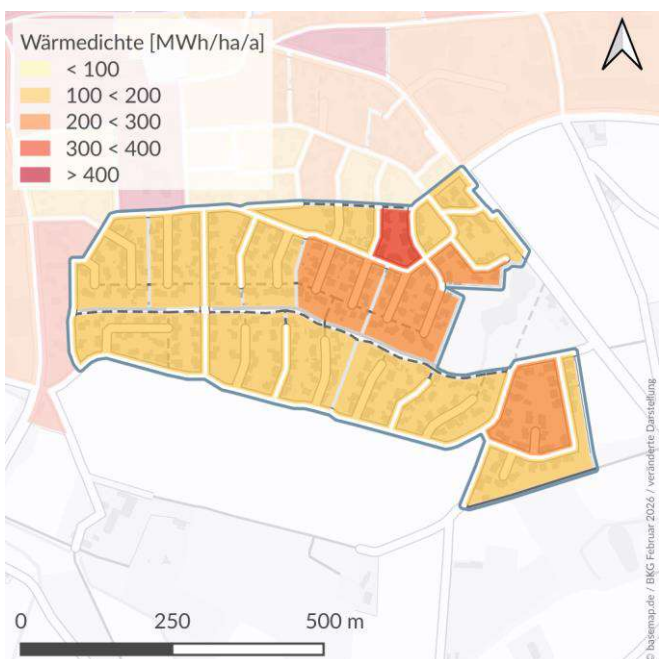 Wärmedichte [MWh/ha/a]
< 100
100 < 200
200 < 300
300 < 400
> 400
© basemap.de / BKG Februar 2026 / veränderte Darstellung
0 250 500 m